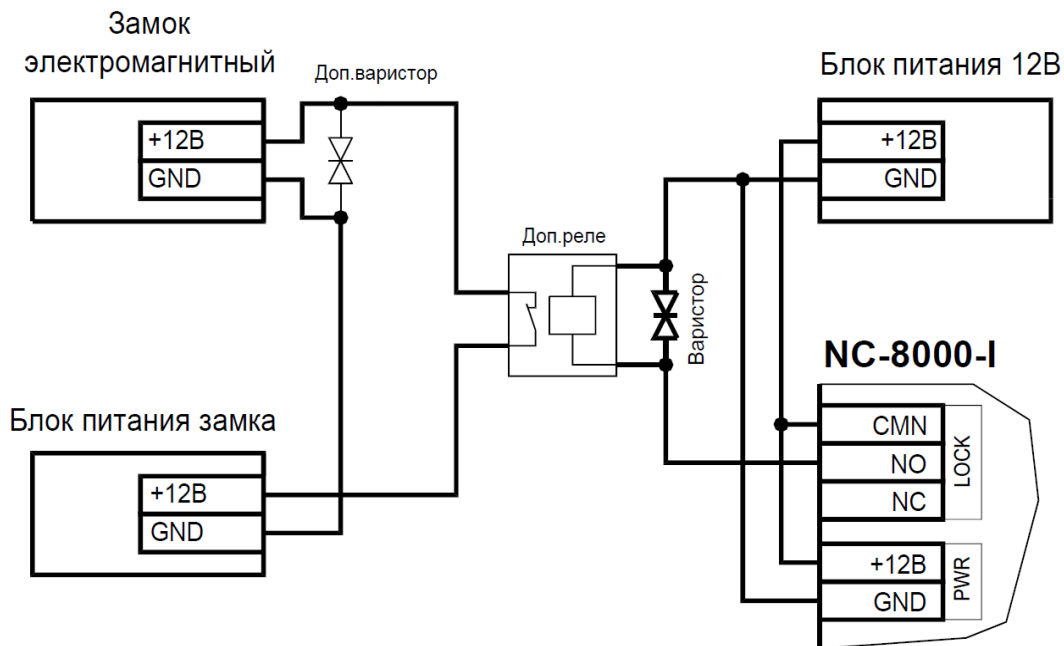 Замок
электромагнитный
Доп.варистор
Блок питания 12В
+12В
GND
+12В
GND
Доп.реле
Варистор
NC-8000-I
Блок питания замка
CMN
NO
NC
LOCK
+12В
GND
+12В
GND
PWR